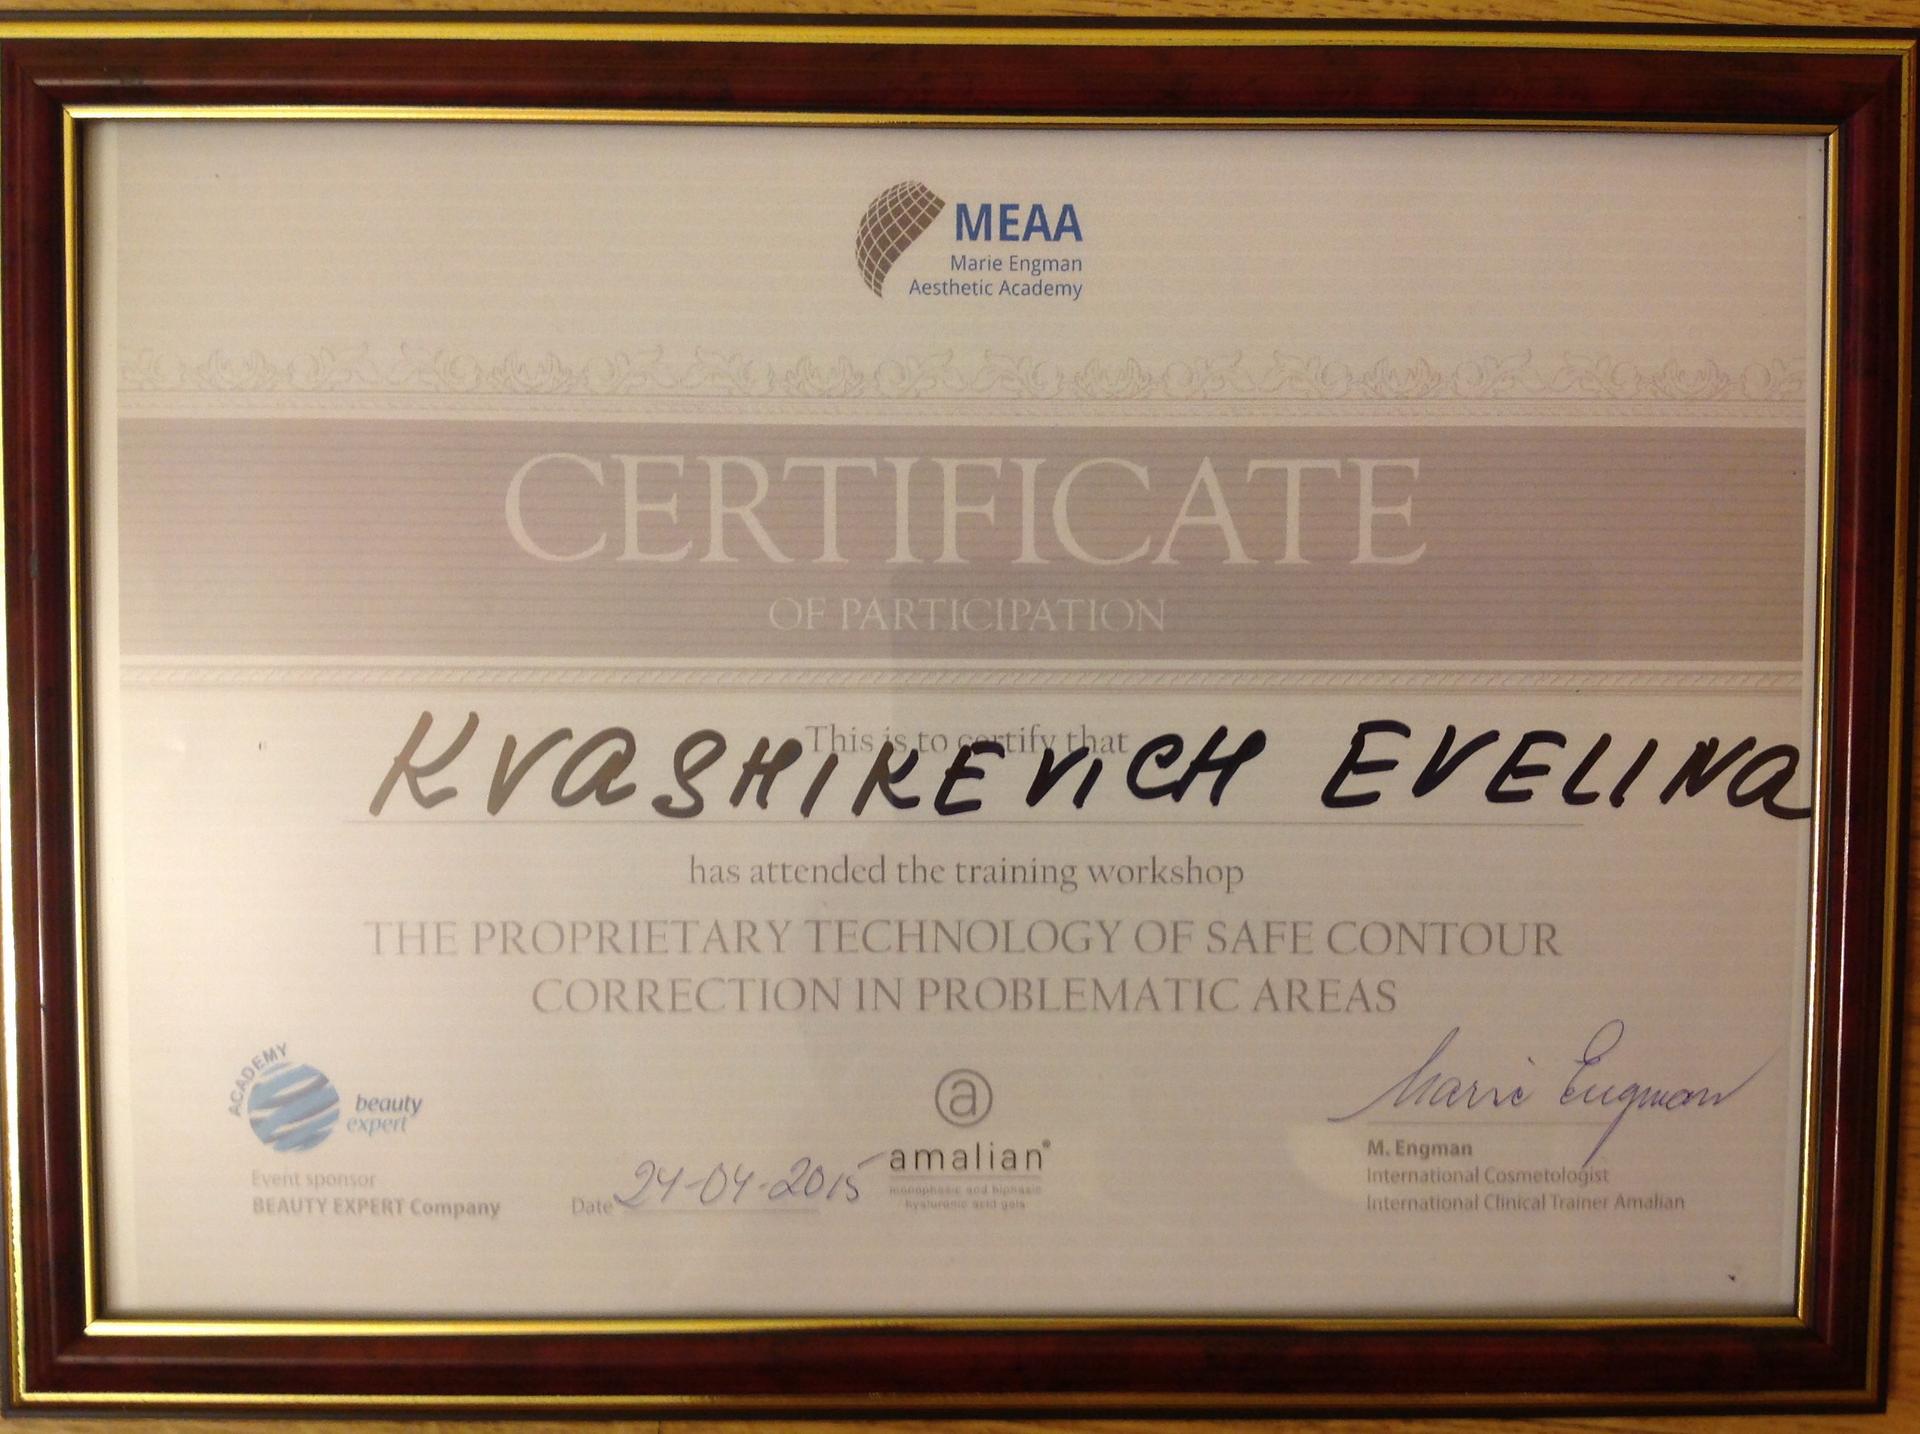 MEAA
Marie Engman
Aesthetic Academy
CERTIFICATE
OF PARTICIPATION
This is to certify that
KVaSHIKEVICH EVELINa
has attended the training workshop
THE PROPRIETARY TECHNOLOGY OF SAFE CONTOUR
CORRECTION IN PROBLEMATIC AREAS
ACADEMY
beauty
expert
Event sponsor
BEAUTY EXPERT Company
Date 24-04-2015
a
amalian®
monophasic and biphasic
hyaluronic acid gels
Marie Engman
M. Engman
International Cosmetologist
International Clinical Trainer Amalian